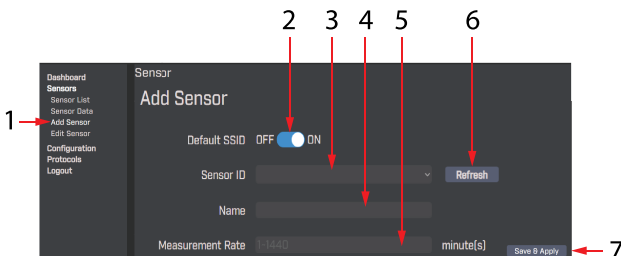 2 3 4 5 6
Dashboard
Sensors
Sensor List
Sensor Data
1 Add Sensor
Edit Sensor
Configuration
Protocols
Logout
Sensor
Add Sensor
Default SSID OFF ON
Sensor ID Refresh
Name
Measurement Rate 1-1440 minute(s)
Save & Apply 7